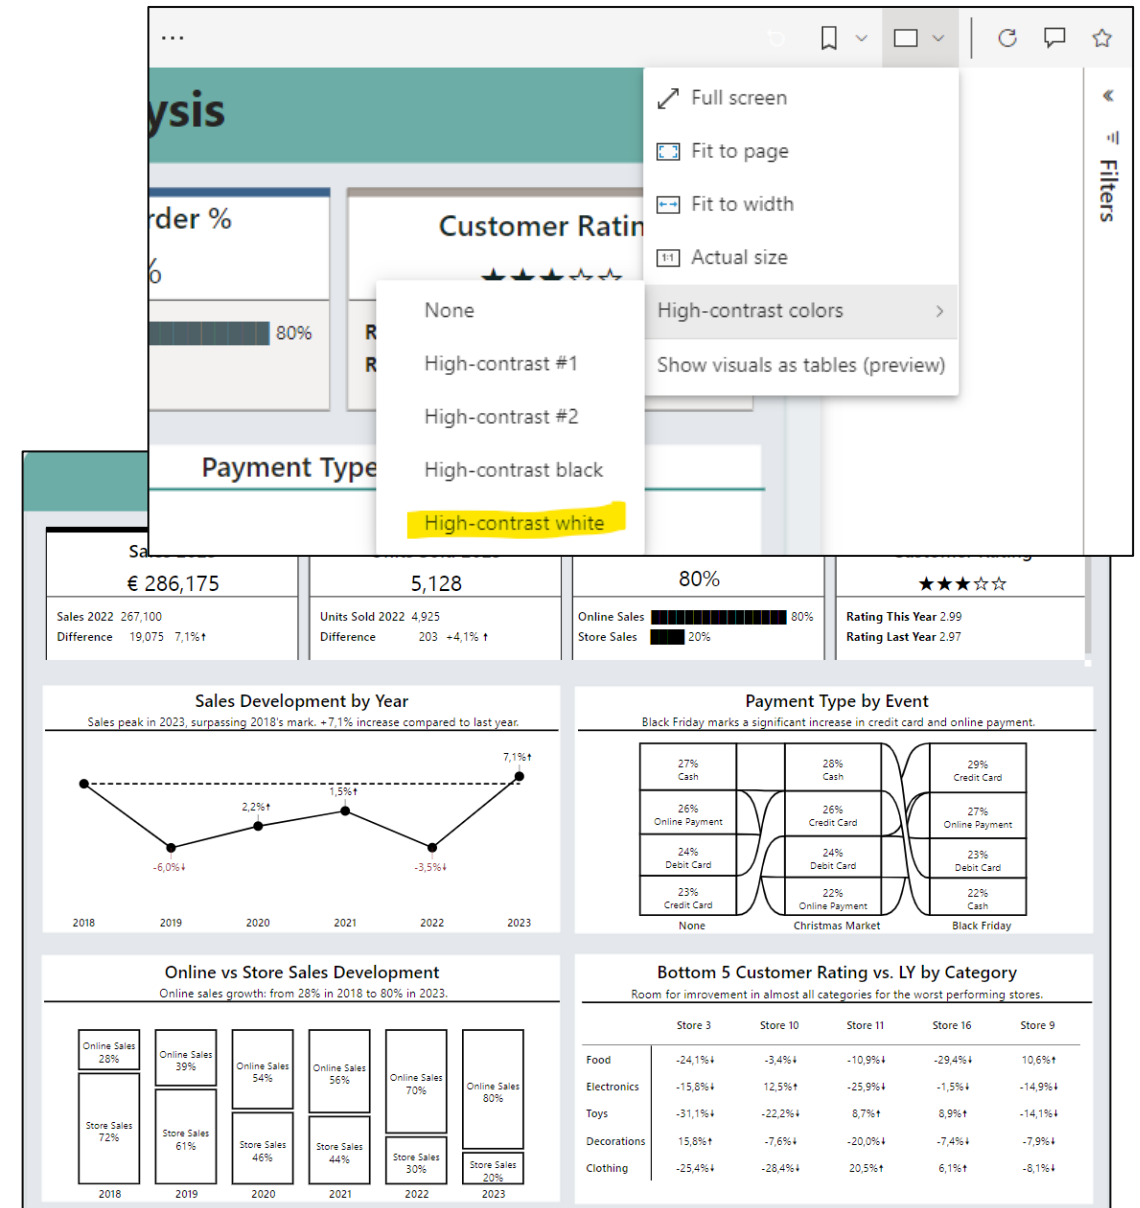 ...
ysis
Full screen
Fit to page
Fit to width
1:1 Actual size
High-contrast colors
Show visuals as tables (preview)
Filters
rder %
%
80%
Customer Ratin
★★★☆☆
R
R
None
High-contrast #1
High-contrast #2
High-contrast black
High-contrast white
Payment Type
€ 286,175
Sales 2022 267,100
Difference 19,075 7,1%↑
5,128
Units Sold 2022 4,925
Difference 203 +4,1% ↑
80%
Online Sales 80%
Store Sales 20%
★★★☆☆
Rating This Year 2.99
Rating Last Year 2.97
Sales Development by Year
Sales peak in 2023, surpassing 2018's mark. +7,1% increase compared to last year.
7,1%↑
1,5%↑
2,2%↑
-6,0%↓
-3,5%↓
2018 2019 2020 2021 2022 2023
Payment Type by Event
Black Friday marks a significant increase in credit card and online payment.
27% 28% 29%
Cash Cash Credit Card
26% 26% 27%
Online Payment Credit Card Online Payment
24% 24% 23%
Debit Card Debit Card Debit Card
23% 22% 22%
Credit Card Online Payment Cash
None Christmas Market Black Friday
Online vs Store Sales Development
Online sales growth: from 28% in 2018 to 80% in 2023.
Online Sales
28%
Store Sales
72%
Online Sales
39%
Store Sales
61%
Online Sales
54%
Store Sales
46%
Online Sales
56%
Store Sales
44%
Online Sales
70%
Store Sales
30%
Online Sales
80%
Store Sales
20%
2018 2019 2020 2021 2022 2023
Bottom 5 Customer Rating vs. LY by Category
Room for imrovement in almost all categories for the worst performing stores.
Store 3 Store 10 Store 11 Store 16 Store 9
Food -24,1%↓ -3,4%↓ -10,9%↓ -29,4%↓ 10,6%↑
Electronics -15,8%↓ 12,5%↑ -25,9%↓ -1,5%↓ -14,9%↓
Toys -31,1%↓ -22,2%↓ 8,7%↑ 8,9%↑ -14,1%↓
Decorations 15,8%↑ -7,6%↓ -20,0%↓ -7,4%↓ -7,9%↓
Clothing -25,4%↓ -28,4%↓ 20,5%↑ 6,1%↑ -8,1%↓